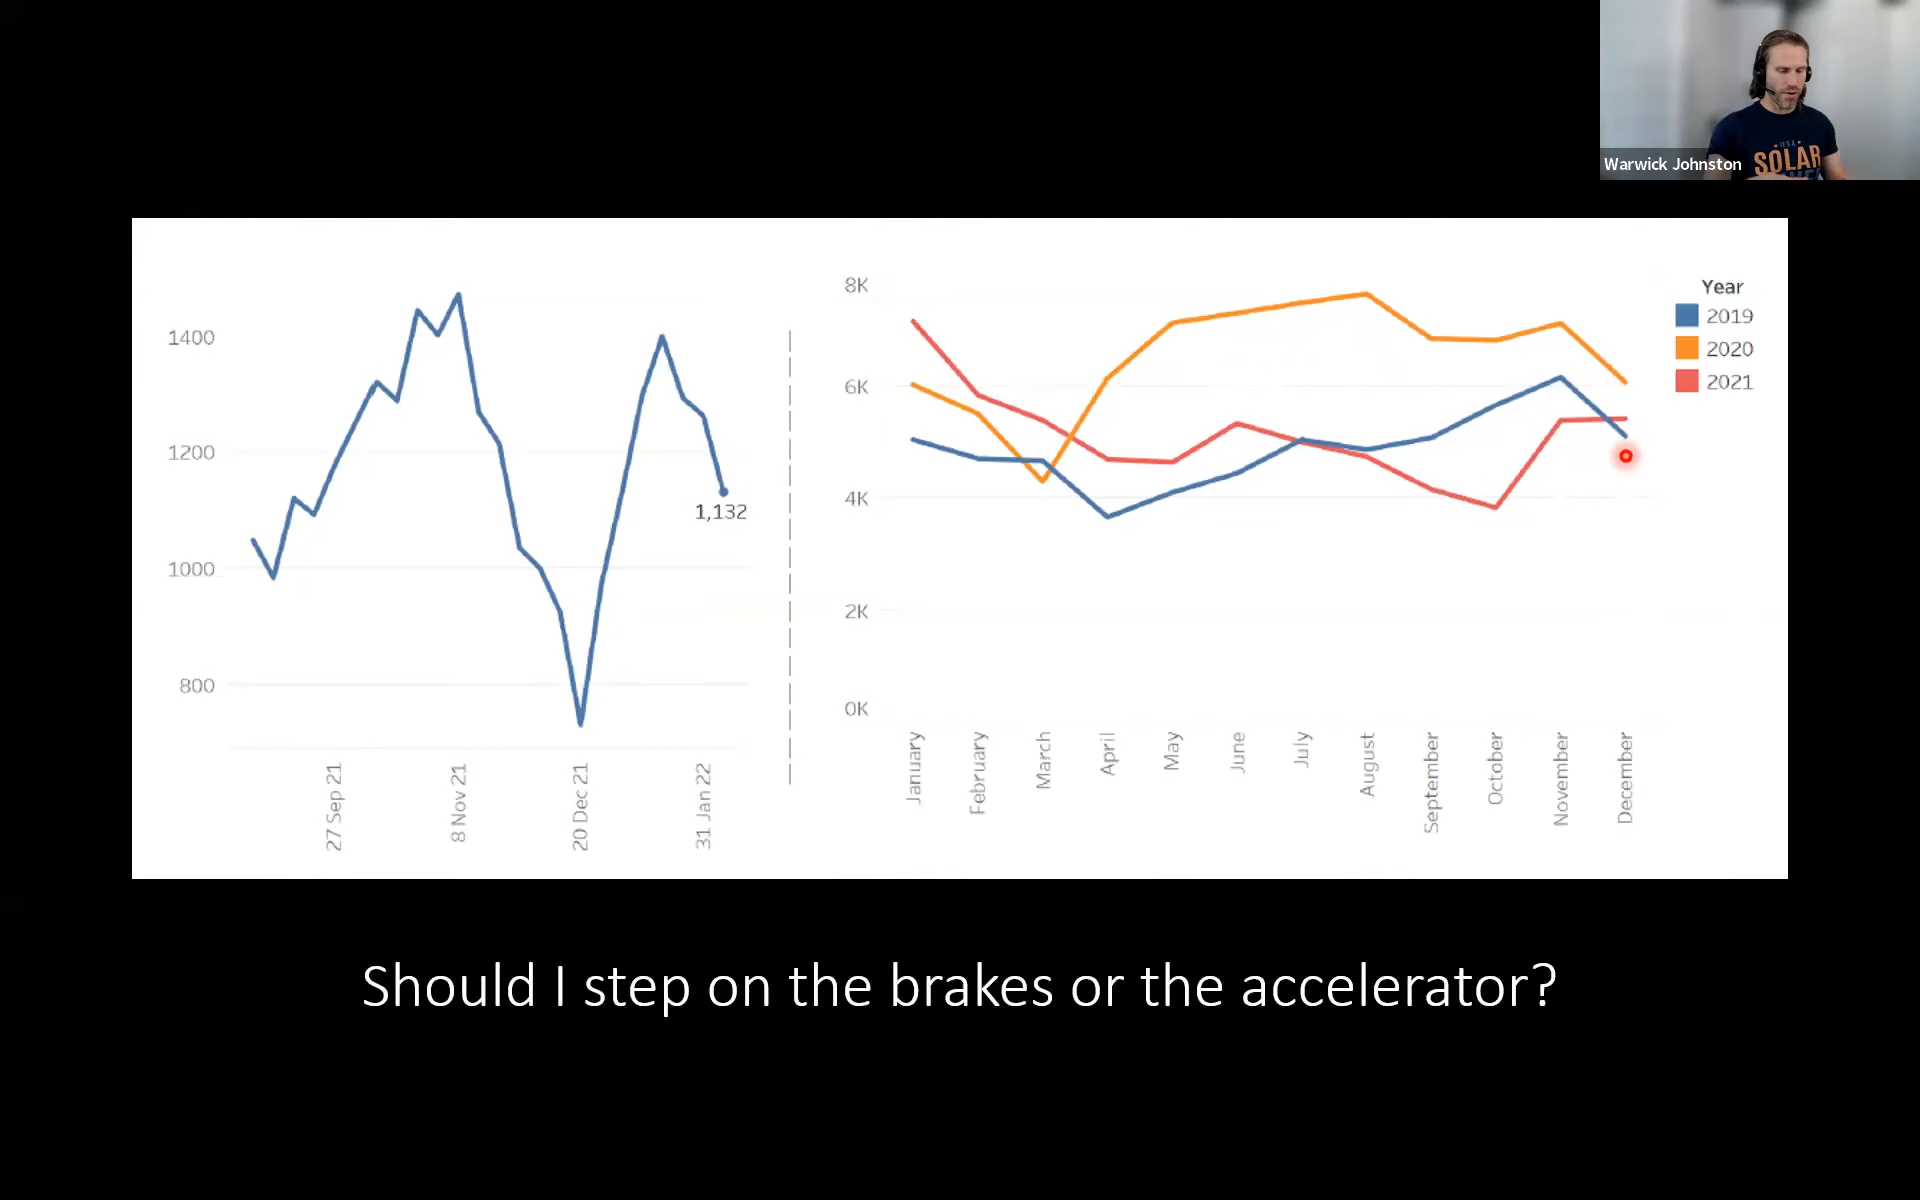 IT'S A
SOLAR
Warwick Johnston
1400
1200
1000
800
1,132
27 Sep 21
8 Nov 21
20 Dec 21
31 Jan 22
8K
6K
4K
2K
0K
January
February
March
April
May
June
July
August
September
October
November
December
Year
2019
2020
2021
Should I step on the brakes or the accelerator?